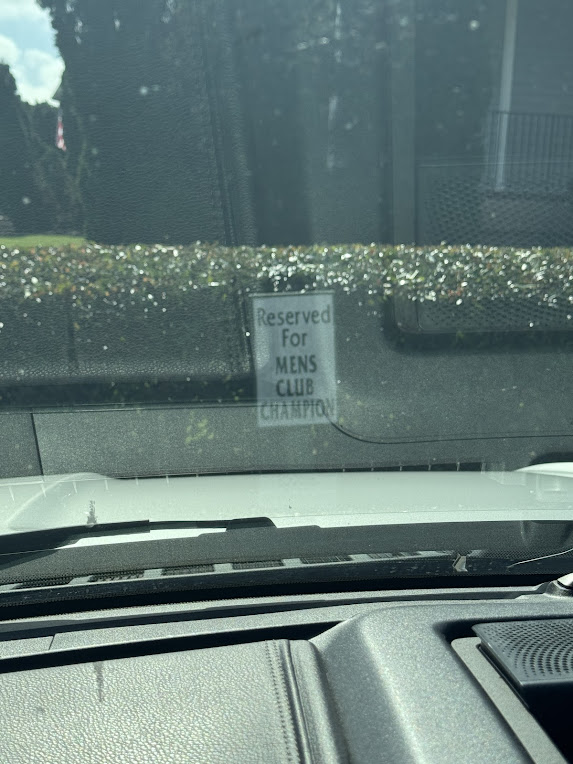 Reserved
For
MENS
CLUB
CHAMPION